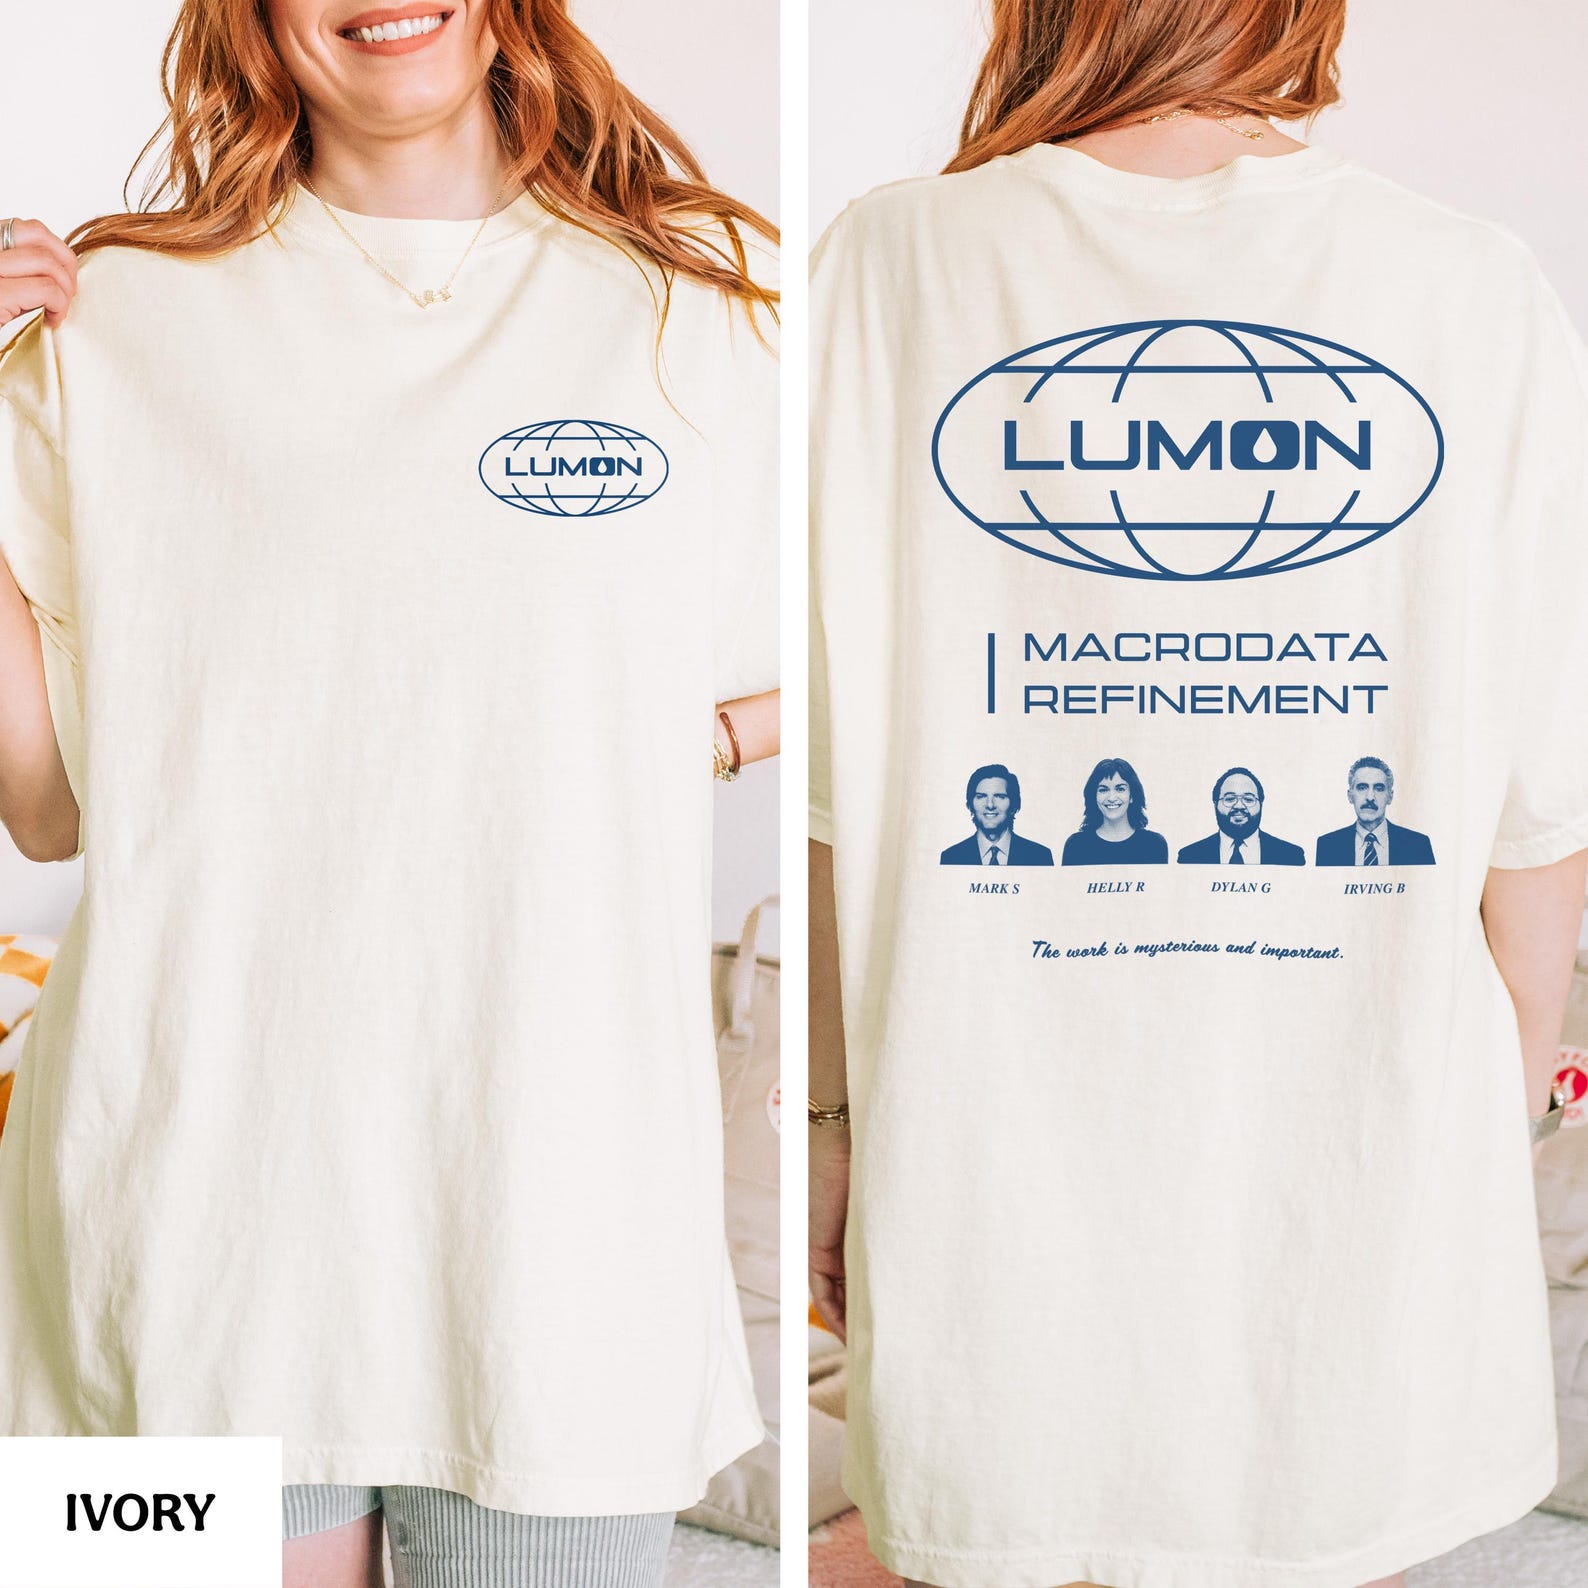 LUMON
IVORY
LUMON
MACRODATA
REFINEMENT
MARK S HELLY R DYLAN G IRVING B
The work is mysterious and important.